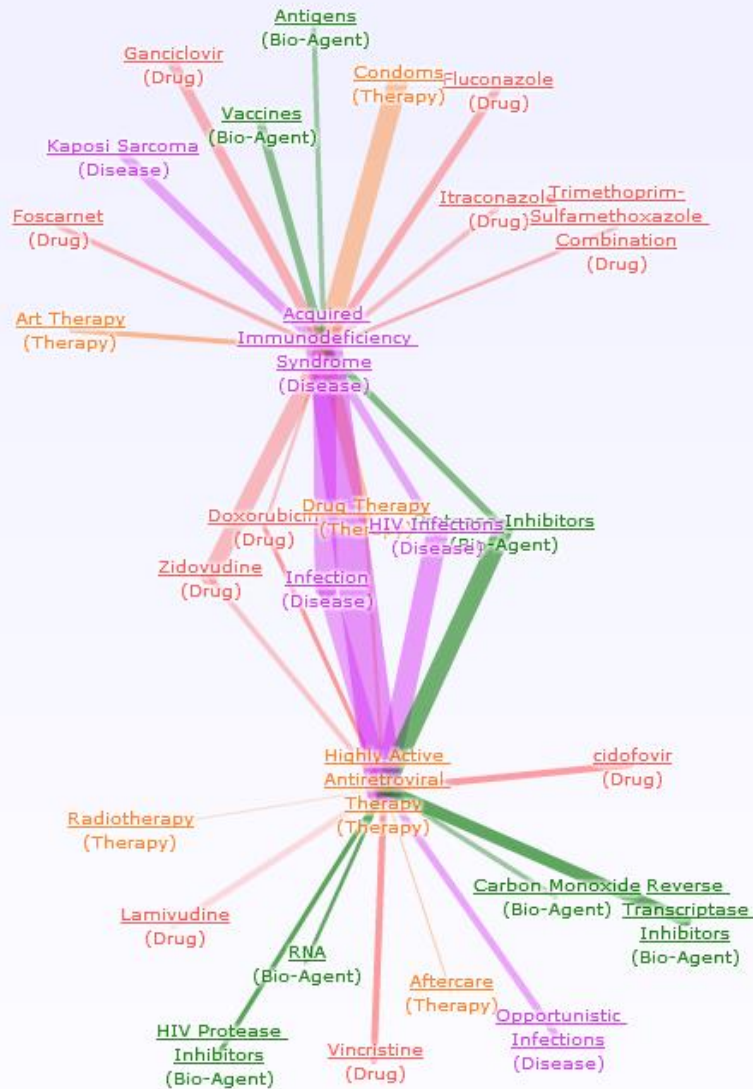 Antigens
(Bio-Agent)
Ganciclovir
(Drug)
Condoms
(Therapy)
Fluconazole
(Drug)
Vaccines
(Bio-Agent)
Kaposi Sarcoma
(Disease)
Itraconazole
(Drug)
Trimethoprim-
Sulfamethoxazole
Combination
(Drug)
Foscarnet
(Drug)
Art Therapy
(Therapy)
Acquired
Immunodeficiency
Syndrome
(Disease)
Drug Therapy
Doxorubicin
(Drug)
HIV Infections
(Disease)
Inhibitors
(Bio-Agent)
Zidovudine
(Drug)
Infection
(Disease)
Highly Active
Antiretroviral
Therapy
(Therapy)
cidofovir
(Drug)
Radiotherapy
(Therapy)
Carbon Monoxide
(Bio-Agent)
Reverse
Transcriptase
Inhibitors
(Bio-Agent)
Lamivudine
(Drug)
RNA
(Bio-Agent)
Aftercare
(Therapy)
Opportunistic
Infections
(Disease)
HIV Protease
Inhibitors
(Bio-Agent)
Vincristine
(Drug)